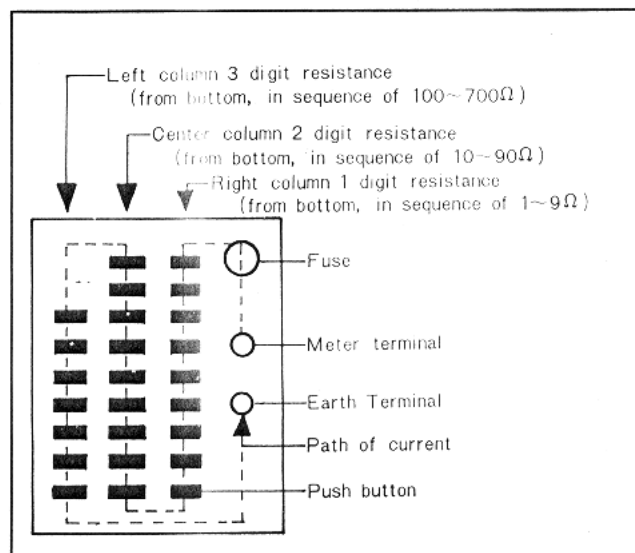 Left column 3 digit resistance
(from bottom, in sequence of 100~700Ω)
Center column 2 digit resistance
(from bottom, in sequence of 10~90Ω)
Right column 1 digit resistance
(from bottom, in sequence of 1~9Ω)
Fuse
Meter terminal
Earth Terminal
Path of current
Push button